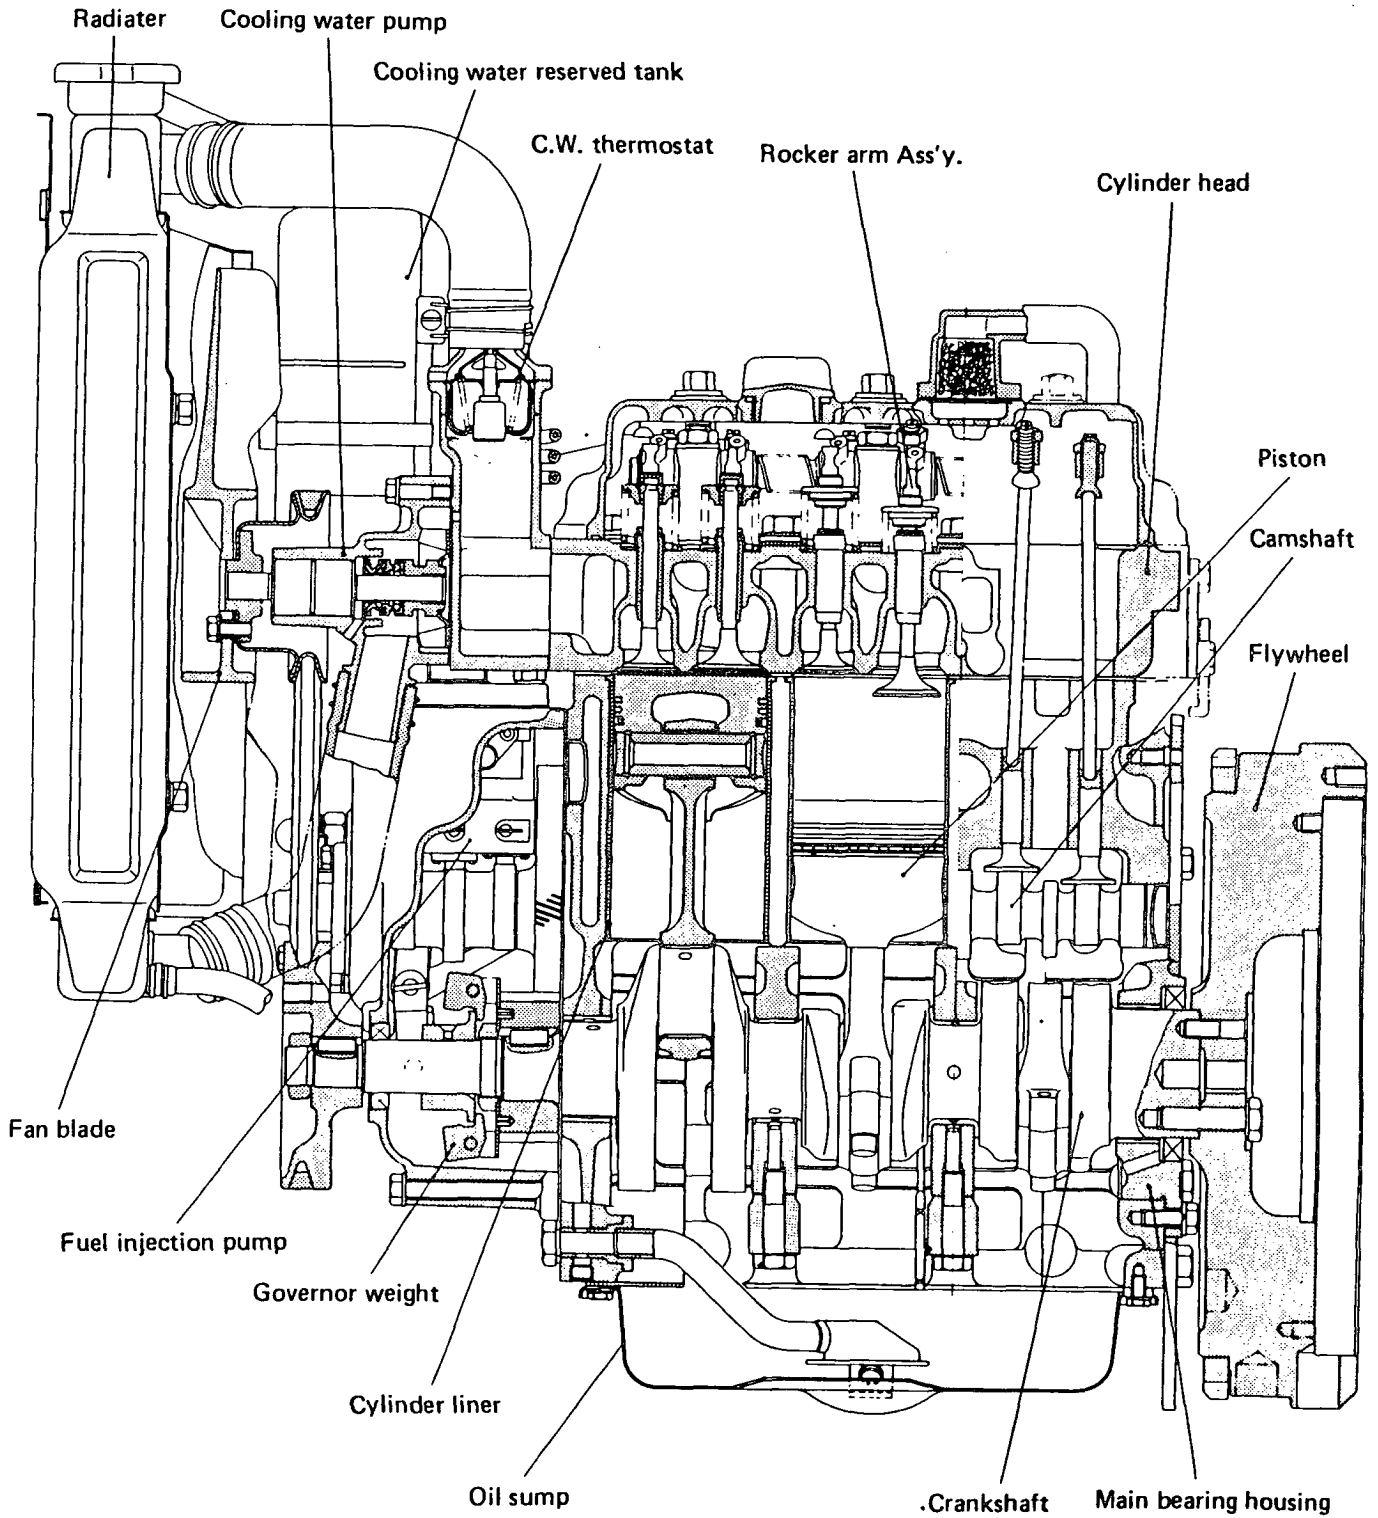 Radiater
Cooling water pump
Cooling water reserved tank
C.W. thermostat
Rocker arm Ass'y.
Cylinder head
Piston
Camshaft
Flywheel
Fan blade
Fuel injection pump
Governor weight
Cylinder liner
Oil sump
.Crankshaft
Main bearing housing